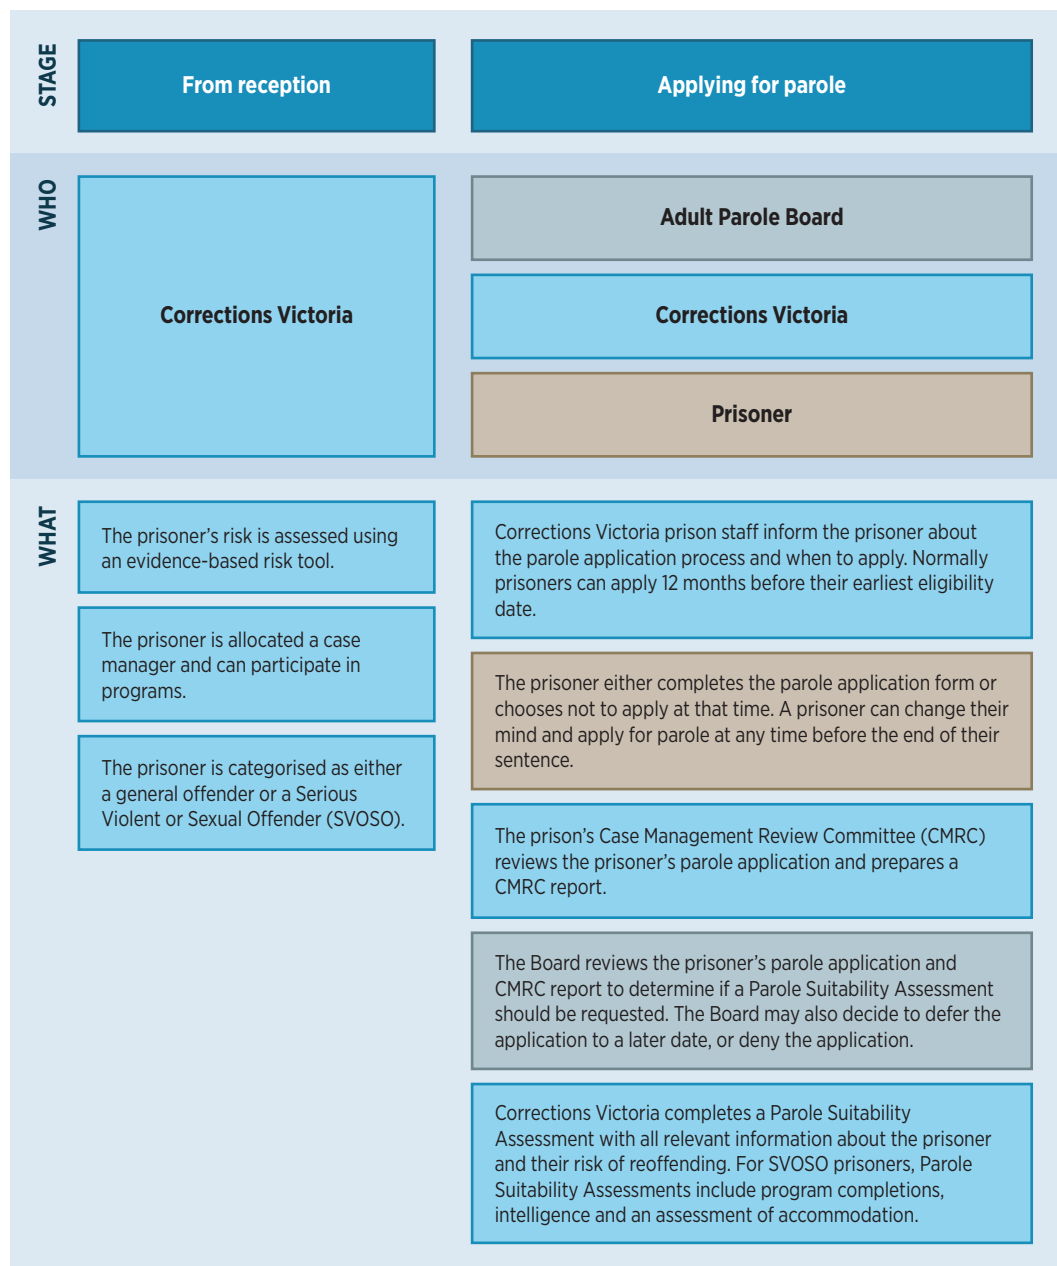 STAGE
From reception
Applying for parole
WHO
Corrections Victoria
Adult Parole Board
Corrections Victoria
Prisoner
WHAT
The prisoner's risk is assessed using
an evidence-based risk tool.
The prisoner is allocated a case
manager and can participate in
programs.
The prisoner is categorised as either
a general offender or a Serious
Violent or Sexual Offender (SVOSO).
Corrections Victoria prison staff inform the prisoner about
the parole application process and when to apply. Normally
prisoners can apply 12 months before their earliest eligibility
date.
The prisoner either completes the parole application form or
chooses not to apply at that time. A prisoner can change their
mind and apply for parole at any time before the end of their
sentence.
The prison's Case Management Review Committee (CMRC)
reviews the prisoner's parole application and prepares a
CMRC report.
The Board reviews the prisoner's parole application and
CMRC report to determine if a Parole Suitability Assessment
should be requested. The Board may also decide to defer the
application to a later date, or deny the application.
Corrections Victoria completes a Parole Suitability
Assessment with all relevant information about the prisoner
and their risk of reoffending. For SVOSO prisoners, Parole
Suitability Assessments include program completions,
intelligence and an assessment of accommodation.